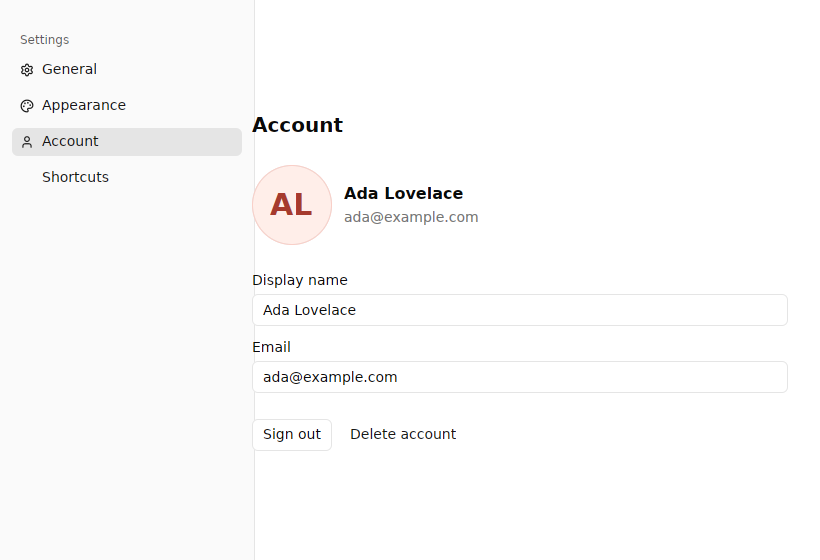 Settings
General
Appearance
Account
Shortcuts
Account
AL
Ada Lovelace
ada@example.com
Display name
Ada Lovelace
Email
ada@example.com
Sign out
Delete account